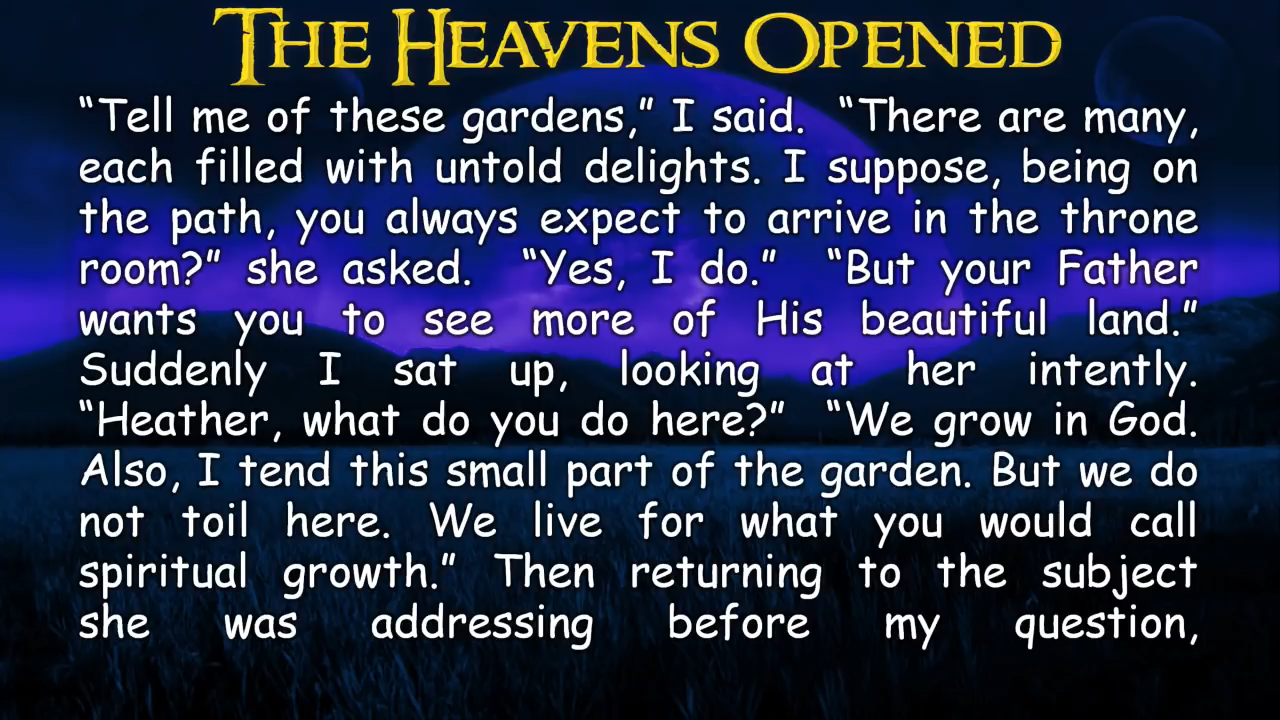 THE HEAVENS OPENED
“Tell me of these gardens,” I said. “There are many,
each filled with untold delights. I suppose, being on
the path, you always expect to arrive in the throne
room?” she asked. “Yes, I do.” “But your Father
wants you to see more of His beautiful land.”
Suddenly I sat up, looking at her intently.
“Heather, what do you do here?” “We grow in God.
Also, I tend this small part of the garden. But we do
not toil here. We live for what you would call
spiritual growth.” Then returning to the subject
she was addressing before my question,